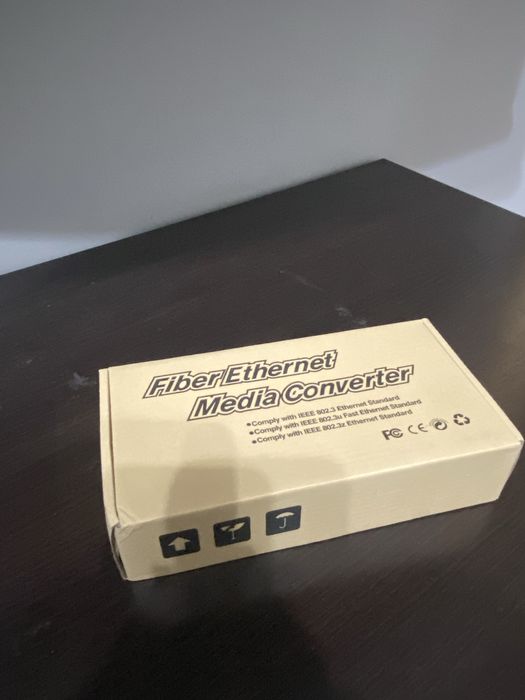 Fiber Ethernet
Media Converter
•Comply with IEEE 802.3 Ethernet Standard
•Comply with IEEE 802.3u Fast Ethernet Standard
•Comply with IEEE 802.3z Ethernet Standard
FC CE